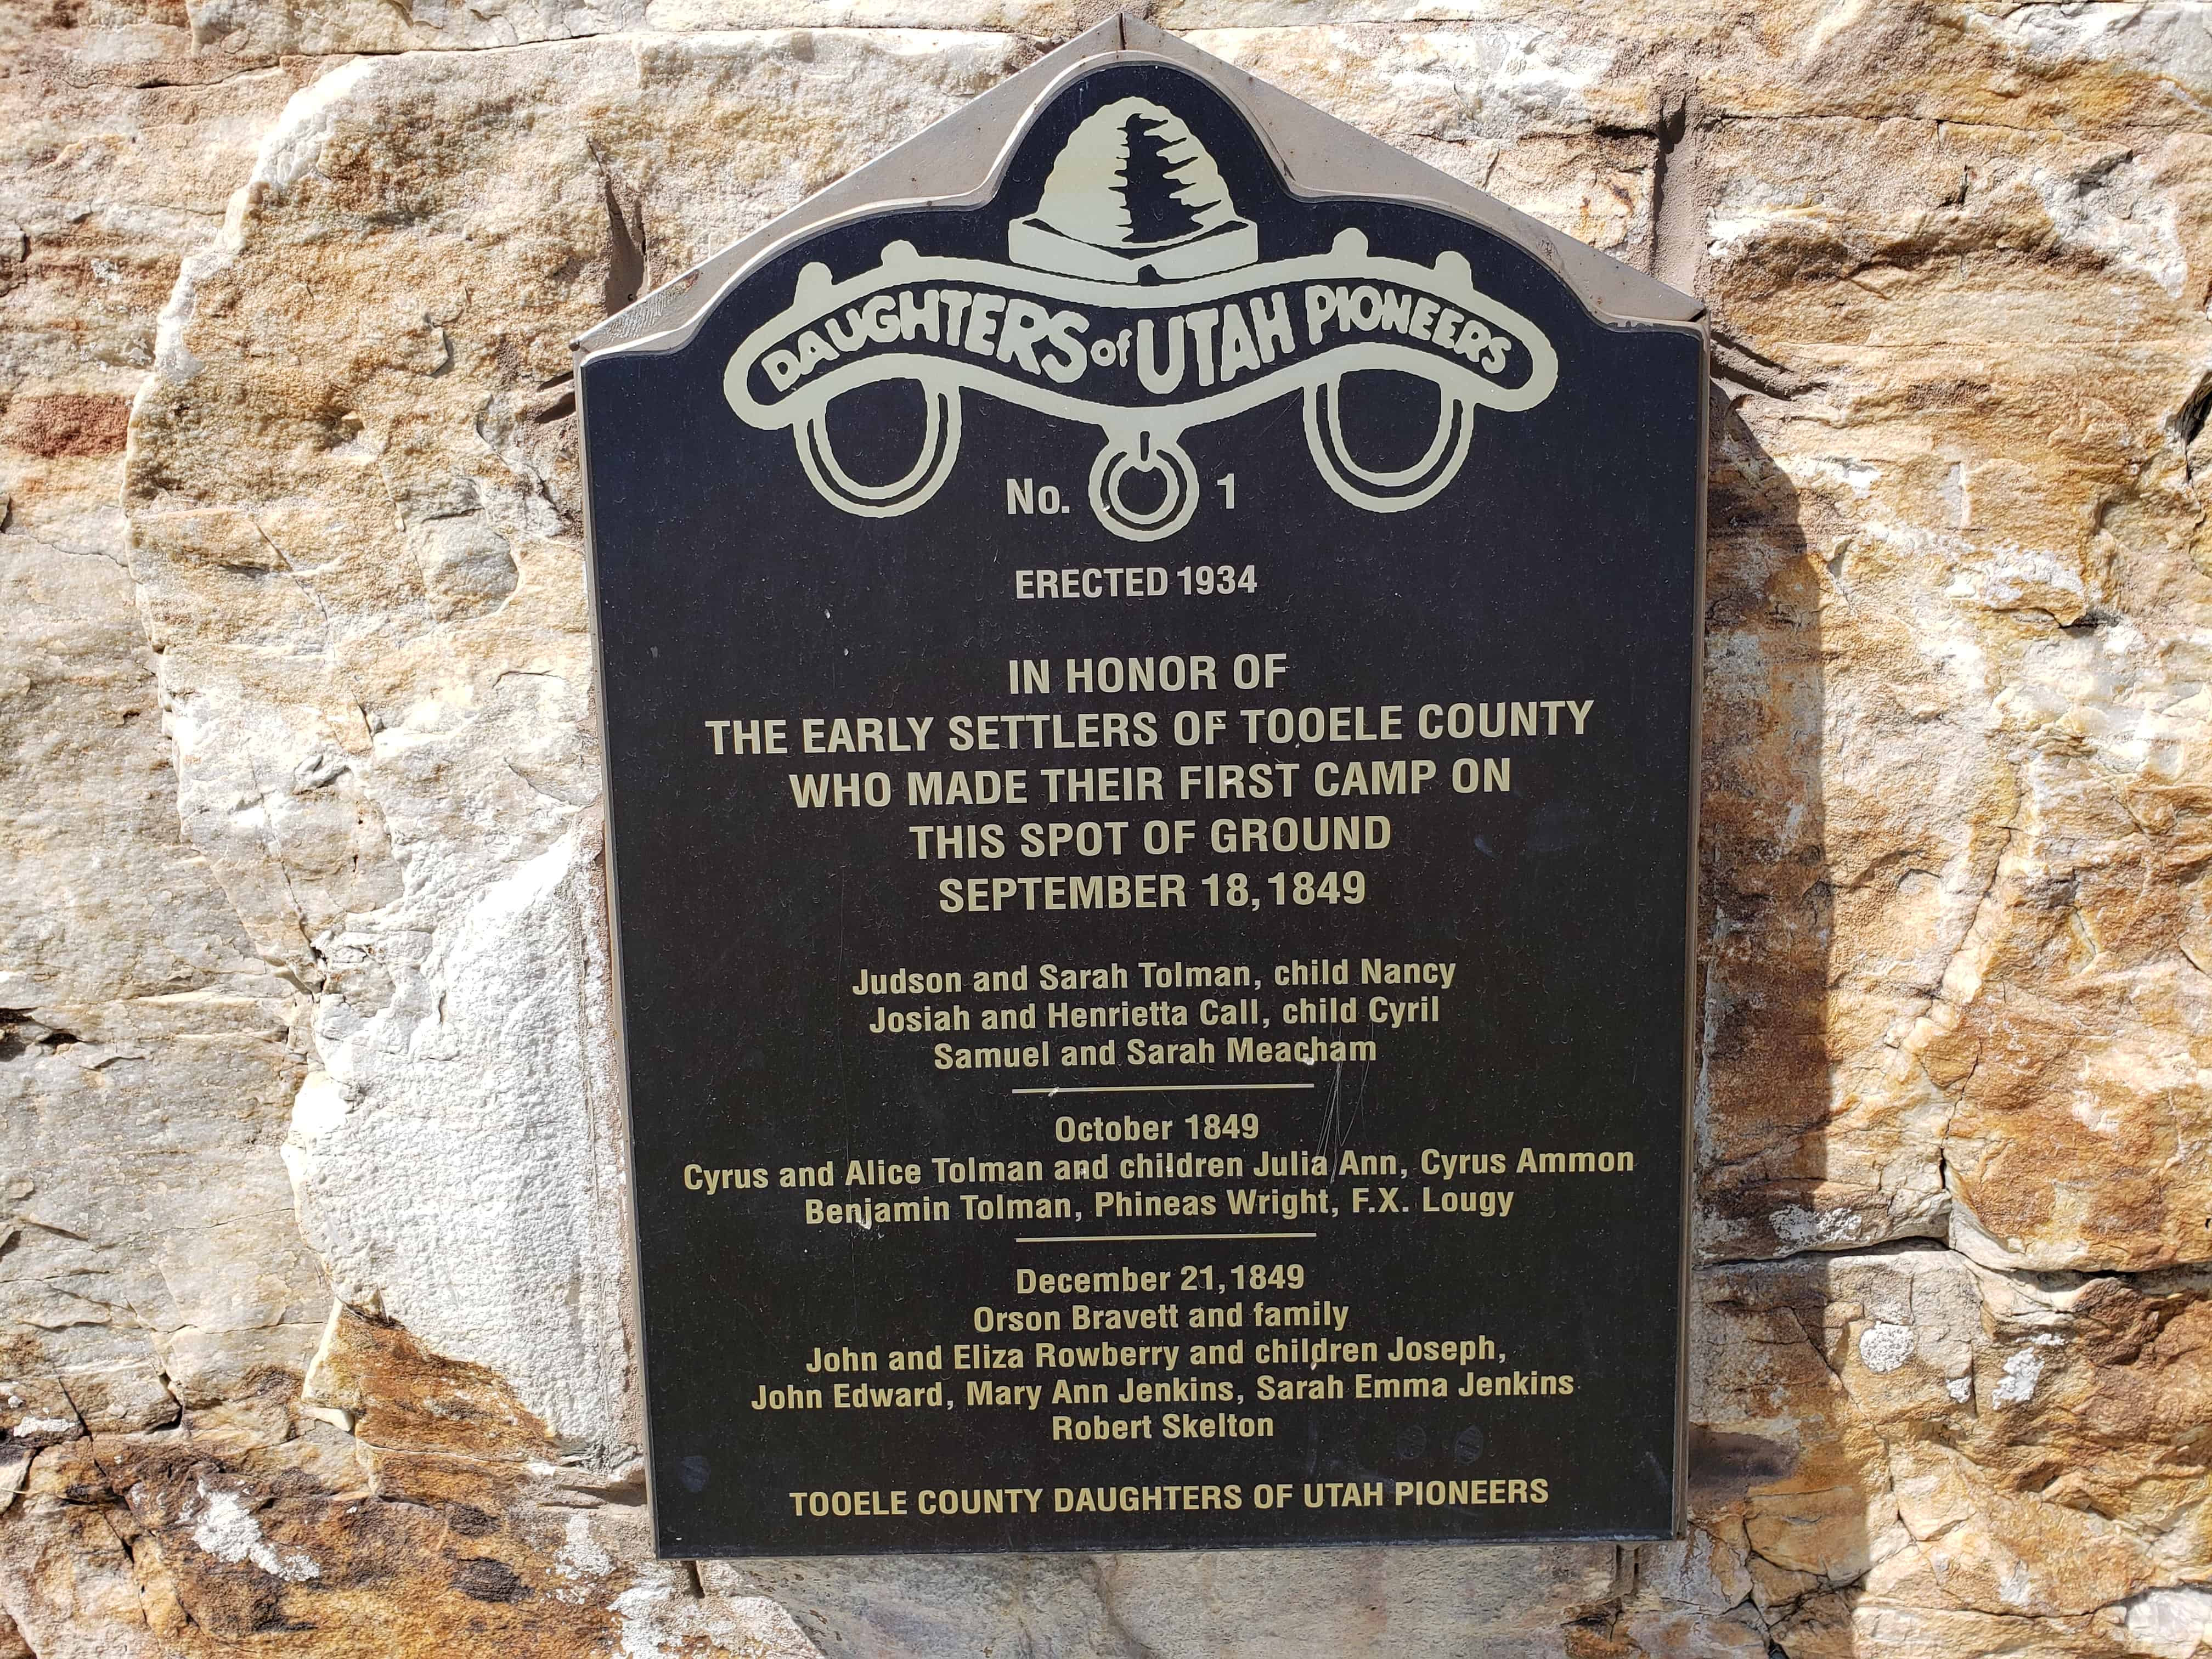 DAUGHTERS of UTAH PIONEERS
No. 1
ERECTED 1934
IN HONOR OF
THE EARLY SETTLERS OF TOOELE COUNTY
WHO MADE THEIR FIRST CAMP ON
THIS SPOT OF GROUND
SEPTEMBER 18, 1849
Judson and Sarah Tolman, child Nancy
Josiah and Henrietta Call, child Cyril
Samuel and Sarah Meacham
October 1849
Cyrus and Alice Tolman and children Julia Ann, Cyrus Ammon
Benjamin Tolman, Phineas Wright, F.X. Lougy
December 21, 1849
Orson Bravett and family
John and Eliza Rowberry and children Joseph,
John Edward, Mary Ann Jenkins, Sarah Emma Jenkins
Robert Skelton
TOOELE COUNTY DAUGHTERS OF UTAH PIONEERS